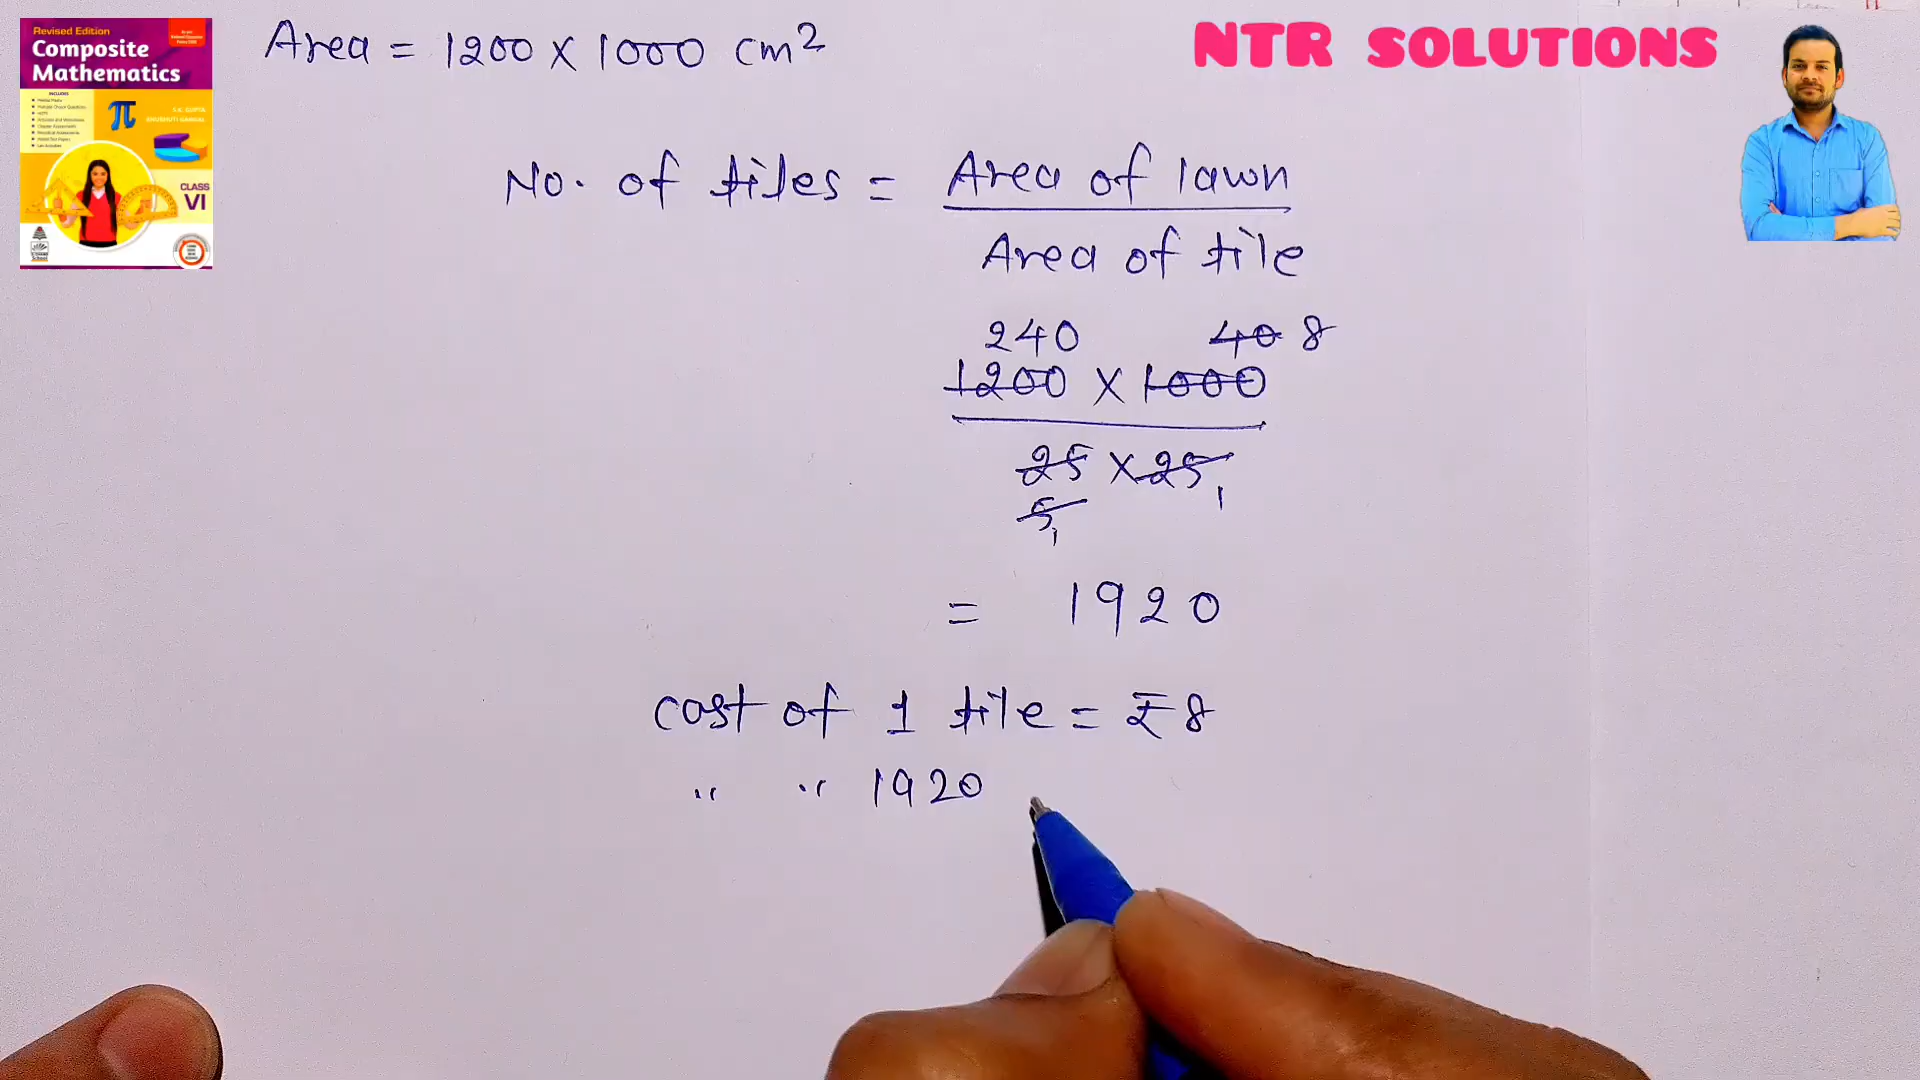 Revised Edition
Composite
Mathematics
INCLUDES
CLASS
VI
NTR SOLUTIONS
Area = 1200 X 1000 cm²
No. of tiles = Area of lawn
Area of tile
240 40 8
1200 X 1000
25 X 25 1
5 1
= 1920
cost of 1 tile = ₹8
" " 1920